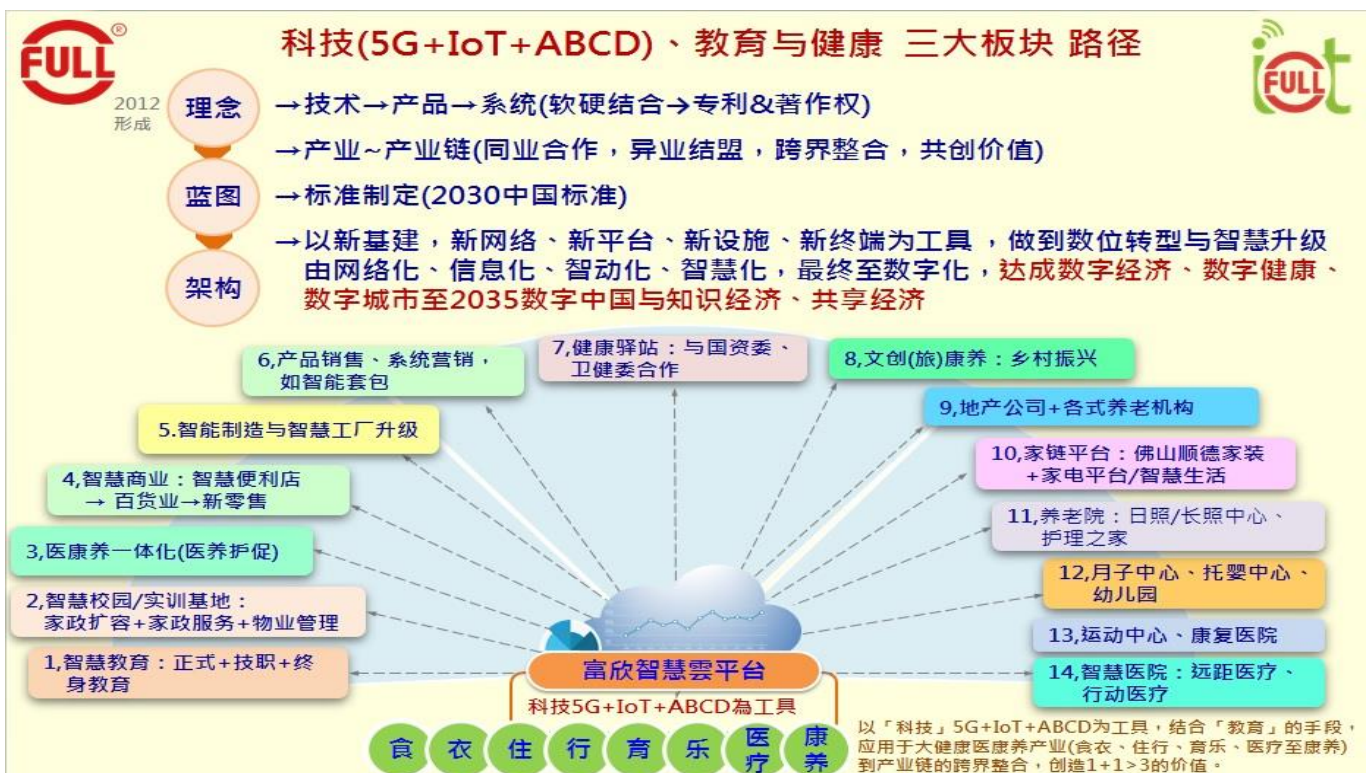 FULL®
科技(5G+IoT+ABCD)、教育与健康 三大板块 路径
iot
FULL
2012
形成
理念
→技术→产品→系统(软硬结合→专利&著作权)
→产业~产业链(同业合作，异业结盟，跨界整合，共创价值)
蓝图
→标准制定(2030中国标准)
→以新基建，新网络、新平台、新设施、新终端为工具，做到数位转型与智慧升级
架构
由网络化、信息化、智动化、智慧化，最终至数字化，达成数字经济、数字健康、
数字城市至2035数字中国与知识经济、共享经济
1,智慧教育：正式+技职+终
身教育
2,智慧校园/实训基地：
家政扩容+家政服务+物业管理
3,医康养一体化(医养护促)
4,智慧商业：智慧便利店
→ 百货业→新零售
5.智能制造与智慧工厂升级
6,产品销售、系统营销，
如智能套包
7,健康驿站：与国资委、
卫健委合作
8,文创(旅)康养：乡村振兴
9,地产公司+各式养老机构
10,家链平台：佛山顺德家装
+家电平台/智慧生活
11,养老院：日照/长照中心、
护理之家
12,月子中心、托婴中心、
幼儿园
13,运动中心、康复医院
14,智慧医院：远距医疗、
行动医疗
富欣智慧雲平台
科技5G+IoT+ABCD為工具
食 衣 住 行 育 乐 医疗 康养
以「科技」5G+IoT+ABCD为工具，结合「教育」的手段，
应用于大健康医康养产业(食衣、住行、育乐、医疗至康养)
到产业链的跨界整合，创造1+1>3的价值。